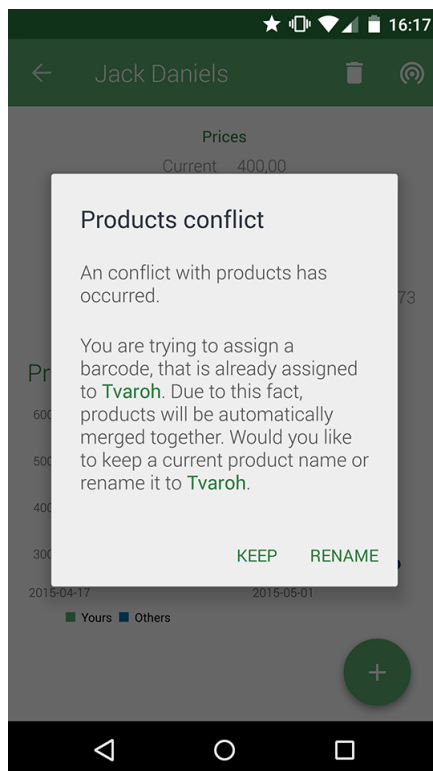 16:17
Jack Daniels
Prices
Current 400,00
Products conflict
An conflict with products has
occurred.
73
You are trying to assign a
barcode, that is already assigned
to Tvaroh. Due to this fact,
products will be automatically
merged together. Would you like
to keep a current product name or
rename it to Tvaroh.
Pr
600
500
400
300
KEEP RENAME
2015-04-17 2015-05-01
Yours Others